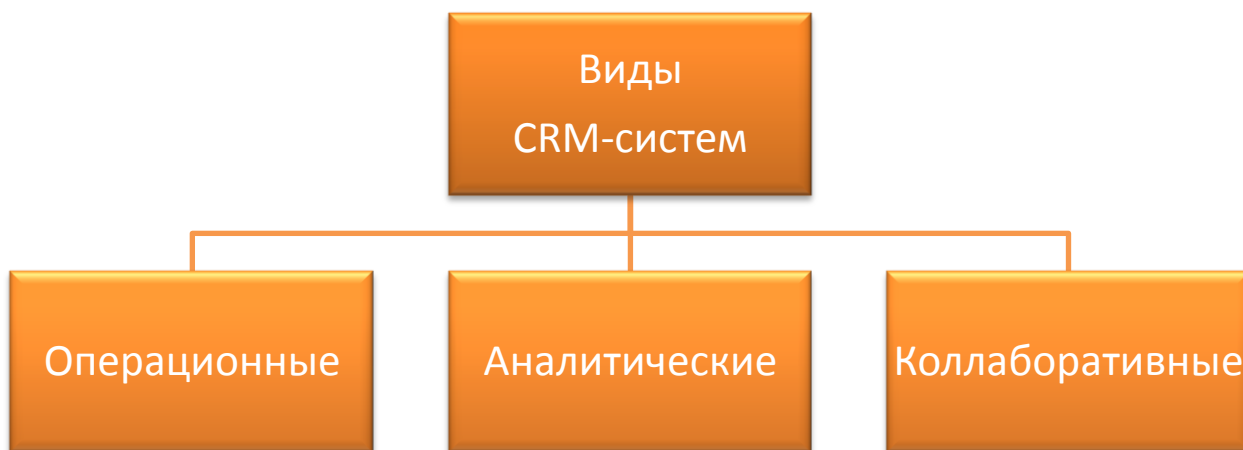 Виды
CRM-систем
Операционные
Аналитические
Коллаборативные